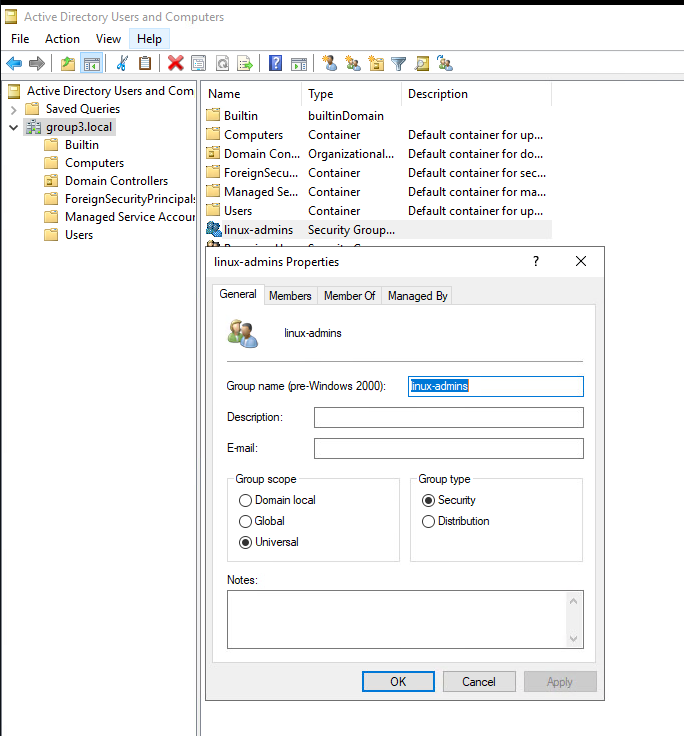 Active Directory Users and Computers
File Action View Help
Active Directory Users and Com
Saved Queries
group3.local
Builtin
Computers
Domain Controllers
ForeignSecurityPrincipals
Managed Service Accour
Users
Name Type Description
Builtin builtinDomain
Computers Container Default container for up...
Domain Con... Organizational... Default container for do...
ForeignSecu... Container Default container for sec...
Managed Se... Container Default container for ma...
Users Container Default container for up...
linux-admins Security Group...
linux-admins Properties ?
General Members Member Of Managed By
linux-admins
Group name (pre-Windows 2000): linux-admins
Description:
E-mail:
Group scope
Domain local
Global
Universal
Group type
Security
Distribution
Notes:
OK Cancel Apply